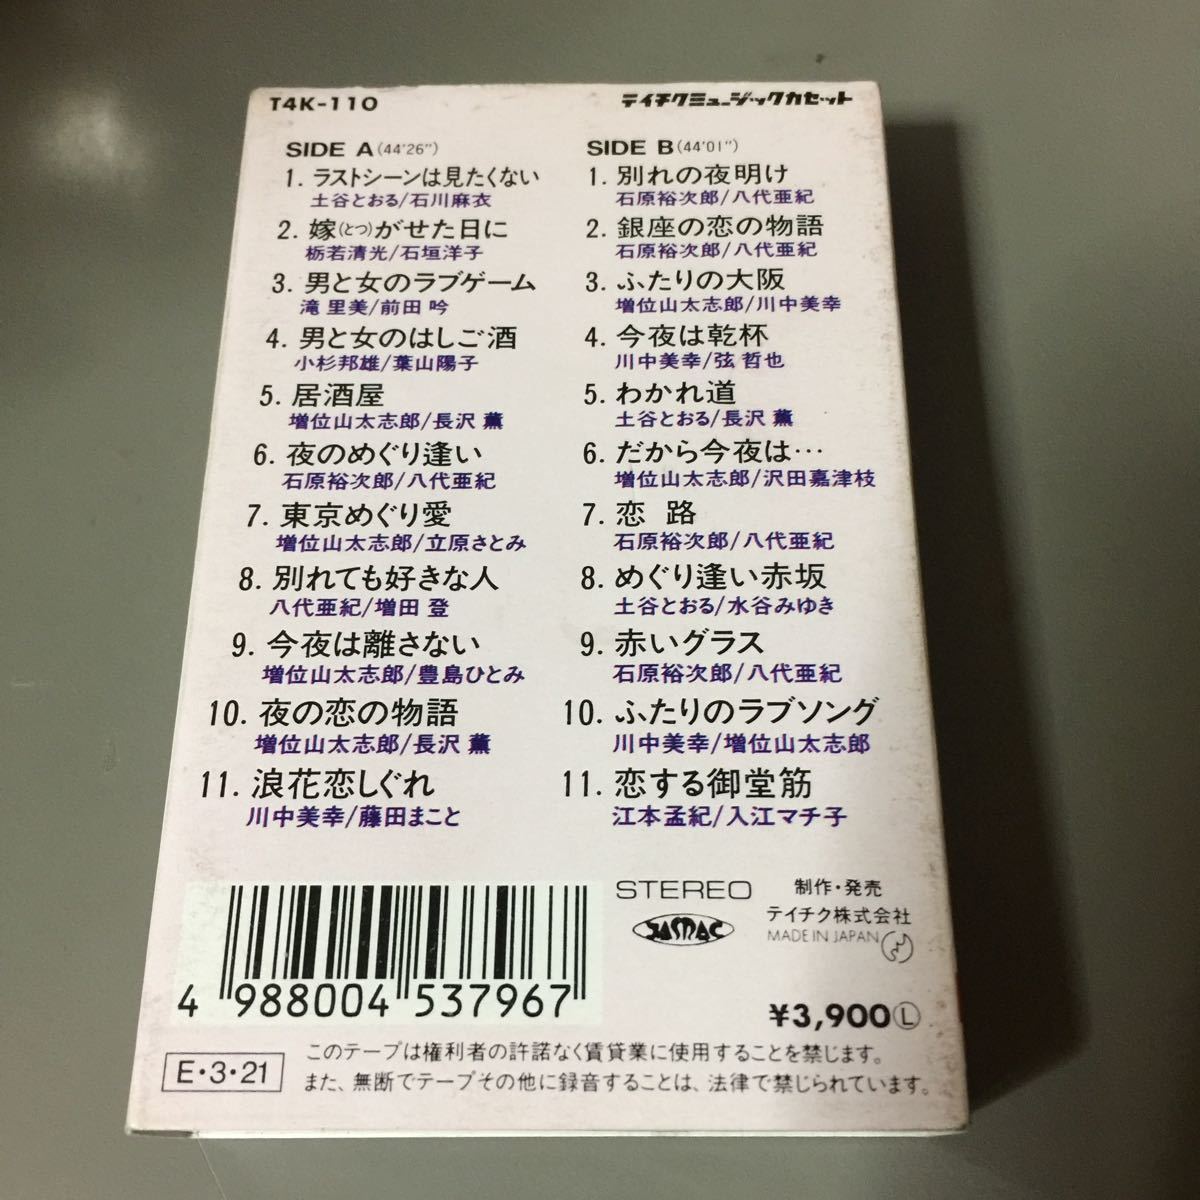 T4K-110
テイチクミュージックカセット
SIDE A(44'26")
1. ラストシーンは見たくない
土谷とおる/石川麻衣
2. 嫁(とつ)がせた日に
栃若清光/石垣洋子
3. 男と女のラブゲーム
滝 里美/前田 吟
4. 男と女のはしご酒
小杉邦雄/葉山陽子
5. 居酒屋
増位山太志郎/長沢 薫
6. 夜のめぐり逢い
石原裕次郎/八代亜紀
7. 東京めぐり愛
増位山太志郎/立原さとみ
8. 別れても好きな人
八代亜紀/増田 登
9. 今夜は離さない
増位山太志郎/豊島ひとみ
10. 夜の恋の物語
増位山太志郎/長沢 薫
11. 浪花恋しぐれ
川中美幸/藤田まこと
SIDE B(44'01")
1. 別れの夜明け
石原裕次郎/八代亜紀
2. 銀座の恋の物語
石原裕次郎/八代亜紀
3. ふたりの大阪
増位山太志郎/川中美幸
4. 今夜は乾杯
川中美幸/弦 哲也
5. わかれ道
土谷とおる/長沢 薫
6. だから今夜は…
増位山太志郎/沢田嘉津枝
7. 恋 路
石原裕次郎/八代亜紀
8. めぐり逢い赤坂
土谷とおる/水谷みゆき
9. 赤いグラス
石原裕次郎/八代亜紀
10. ふたりのラブソング
川中美幸/増位山太志郎
11. 恋する御堂筋
江本孟紀/入江マチ子
4 988004 537967
STEREO
制作・発売
テイチク株式会社
MADE IN JAPAN
¥3,900Ⓛ
E・3・21
このテープは権利者の許諾なく賃貸業に使用することを禁じます。
また、無断でテープその他に録音することは、法律で禁じられています。